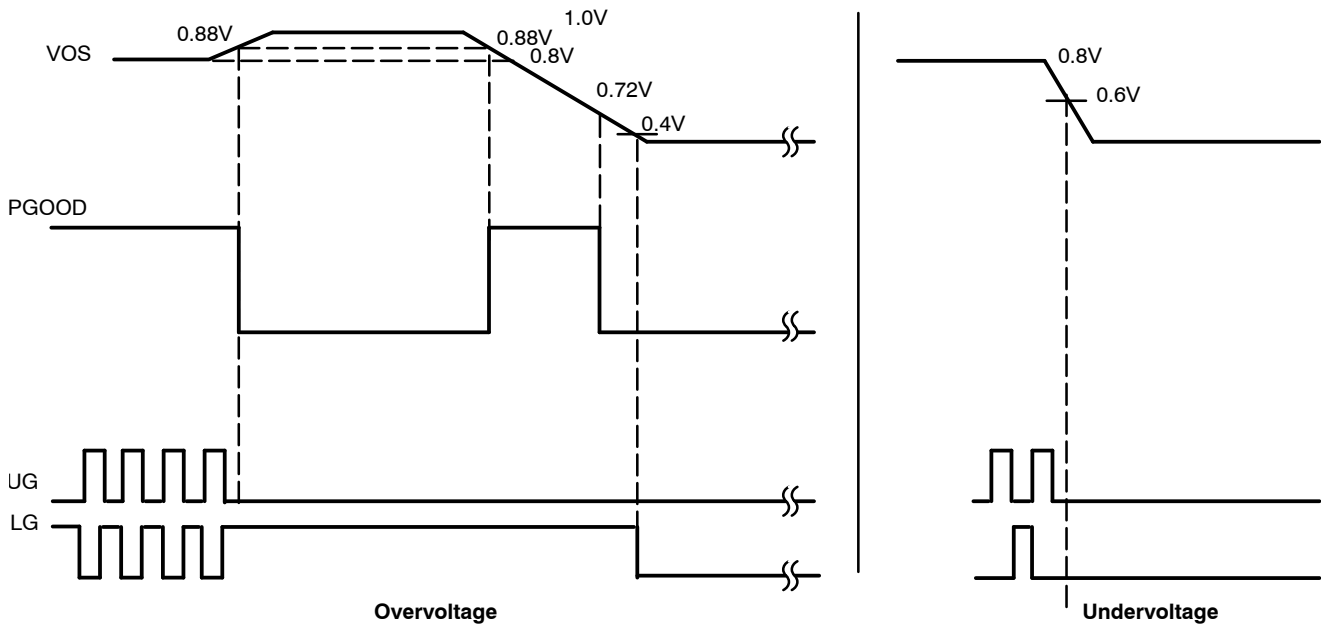 1.0V
0.88V
0.88V
VOS
0.8V
0.8V
0.72V
0.6V
0.4V
PGOOD
UG
LG
Overvoltage
Undervoltage